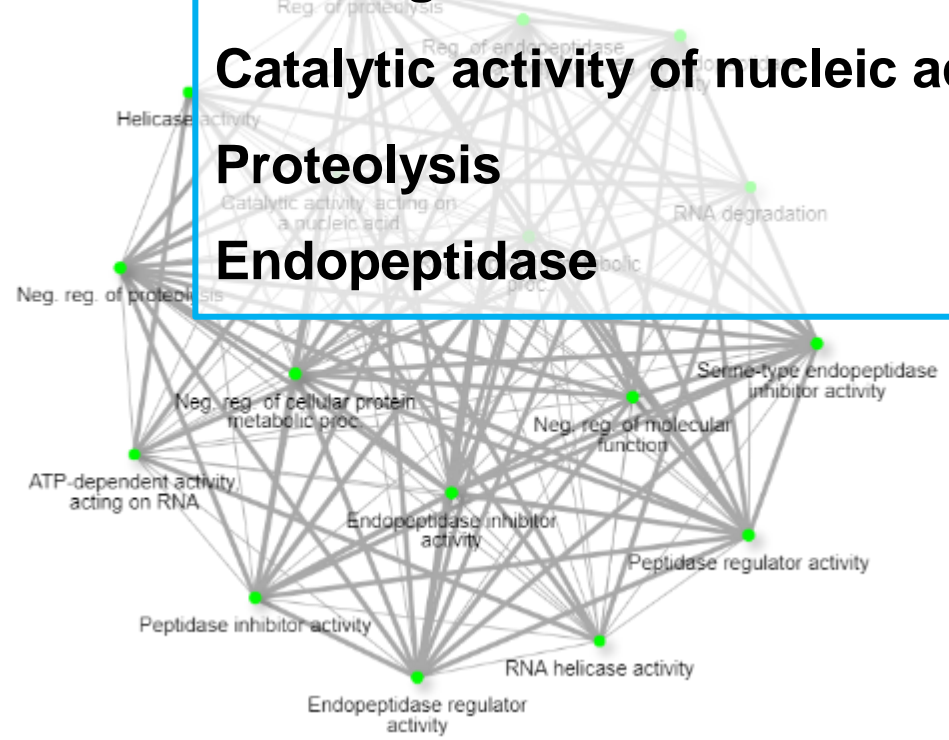 Reg. of proteolysis
Reg. of endopeptidase
activity
Catalytic activity of nucleic
Helicase activity
Proteolysis
Catalytic activity, acting on
a nucleic acid
RNA degradation
Endopeptidase
proc.
Neg. reg. of proteolysis
Serine-type endopeptidase
inhibitor activity
Neg. reg. of cellular protein
metabolic proc.
Neg. reg. of molecular
function
ATP-dependent activity,
acting on RNA
Endopeptidase inhibitor
activity
Peptidase regulator activity
Peptidase inhibitor activity
RNA helicase activity
Endopeptidase regulator
activity